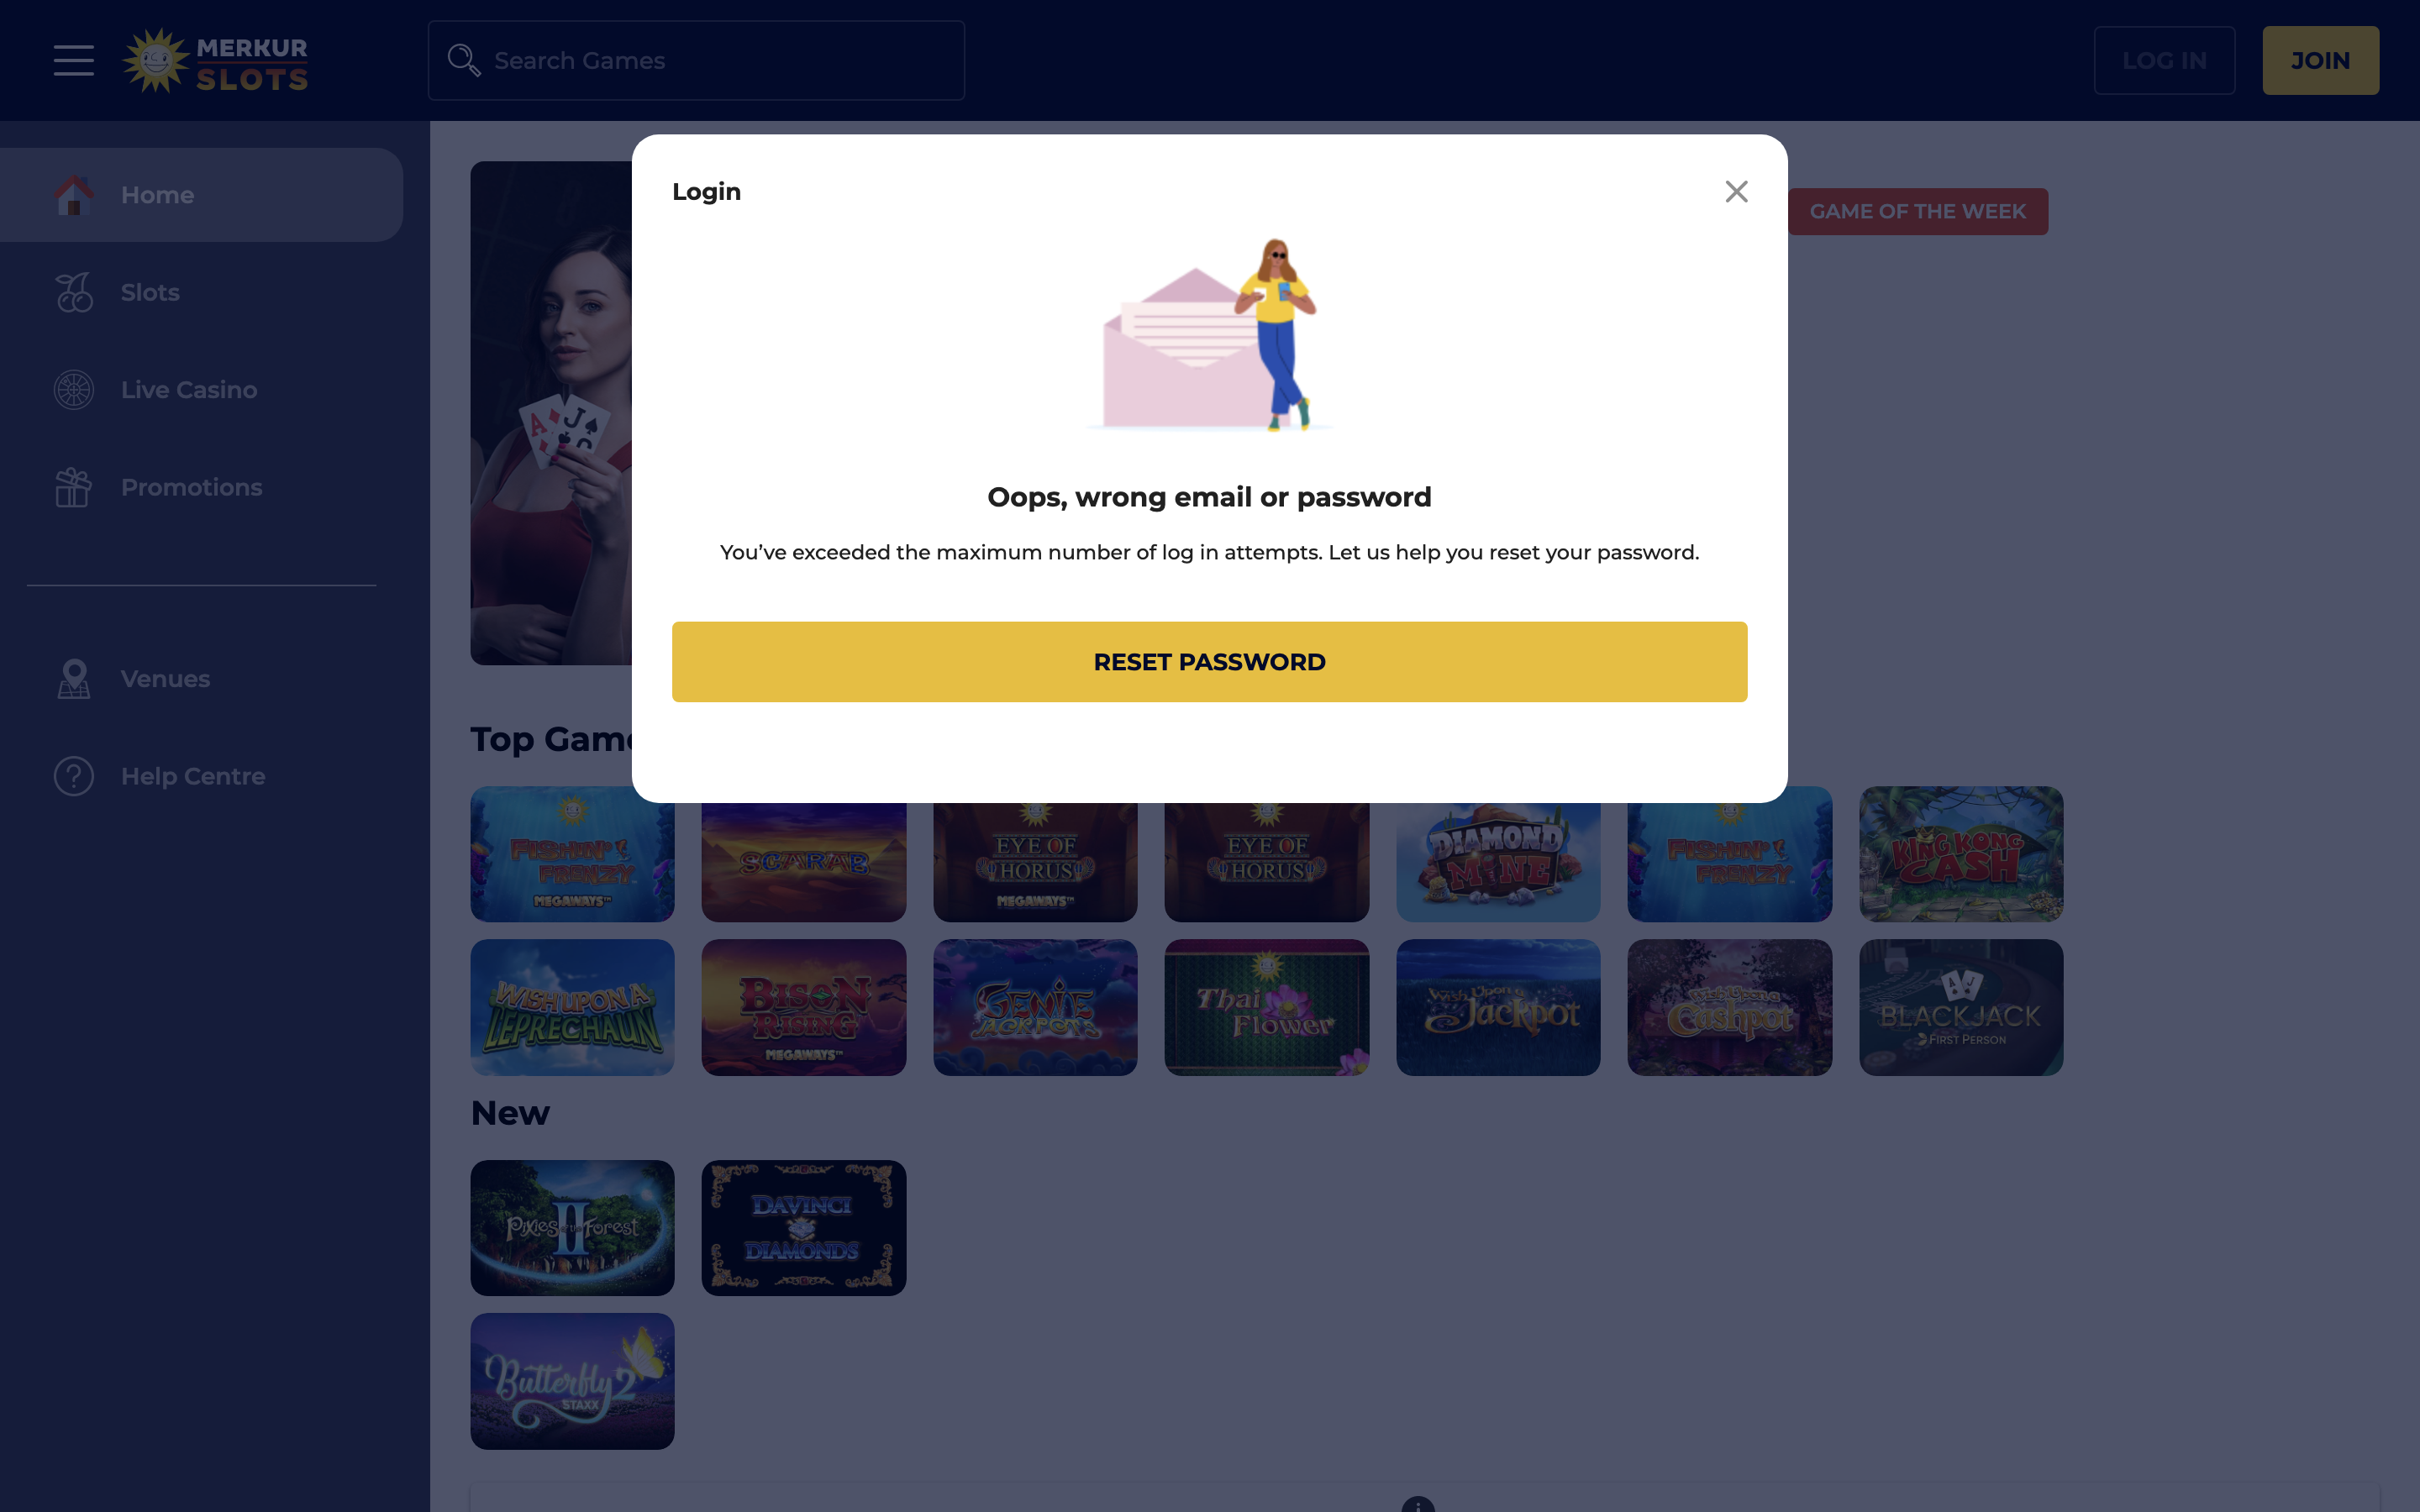 MERKUR
SLOTS
Search Games
LOG IN
JOIN
Home
Slots
Live Casino
Promotions
Venues
Help Centre
GAME OF THE WEEK
Login
Oops, wrong email or password
You’ve exceeded the maximum number of log in attempts. Let us help you reset your password.
RESET PASSWORD
A
J
Top Game
FISHIN' FRENZY
MEGAWAYS™
SCARAB
EYE OF
HORUS
MEGAWAYS™
EYE OF
HORUS
DIAMOND
MINE
FISHIN'
FRENZY
KING KONG
CASH
WISH UPON A
LEPRECHAUN
BISON
RISING
MEGAWAYS™
GENIE
JACKPOTS
Thai
Flower
Wish Upon a
Jackpot
Wish Upon a
Cashpot
A J
BLACKJACK
FIRST PERSON
New
Pixies of the Forest
II
DAVINCI
DIAMONDS
Butterfly 2
STAXX
i